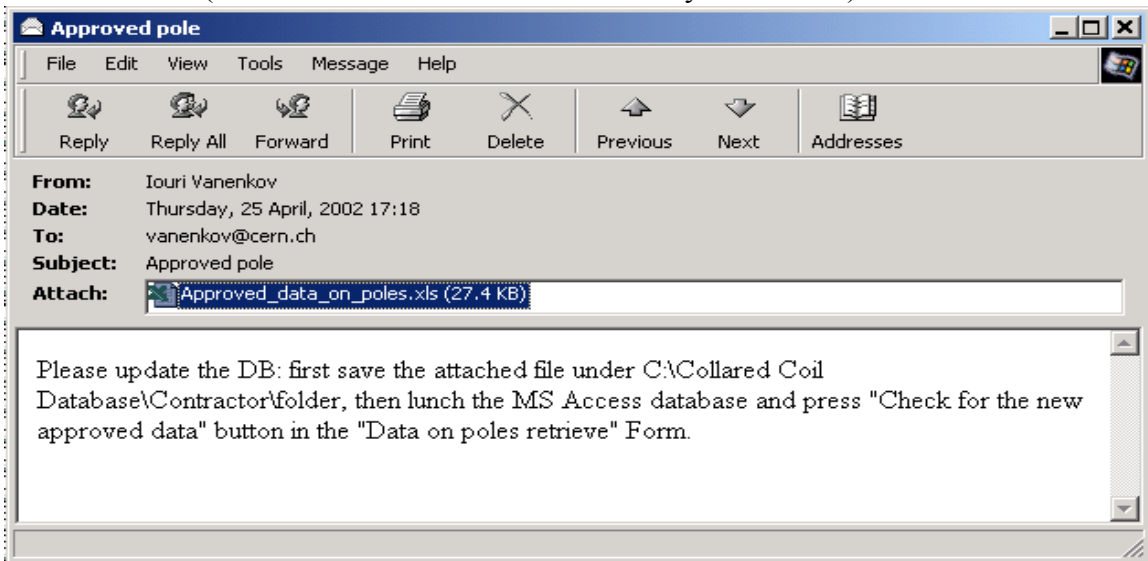 Approved pole
File Edit View Tools Message Help
Reply Reply All Forward Print Delete Previous Next Addresses
From: Iouri Vanenkov
Date: Thursday, 25 April, 2002 17:18
To: vanenkov@cern.ch
Subject: Approved pole
Attach: Approved_data_on_poles.xls (27.4 KB)
Please update the DB: first save the attached file under C:\Collared Coil
Database\Contractor\folder, then lunch the MS Access database and press "Check for the new
approved data" button in the "Data on poles retrieve" Form.